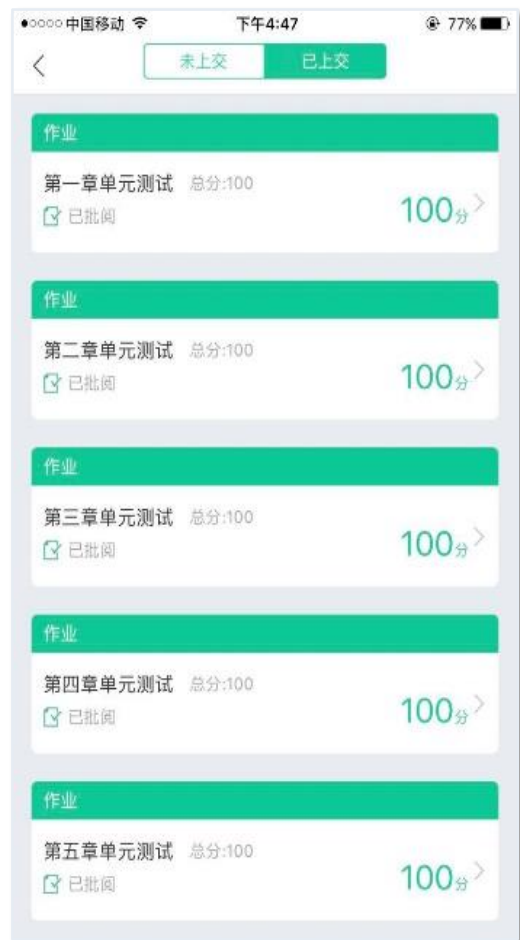 中国移动 下午4:47 77%
未上交 已上交
作业
第一章单元测试 总分:100
已批阅
100分
作业
第二章单元测试 总分:100
已批阅
100分
作业
第三章单元测试 总分:100
已批阅
100分
作业
第四章单元测试 总分:100
已批阅
100分
作业
第五章单元测试 总分:100
已批阅
100分